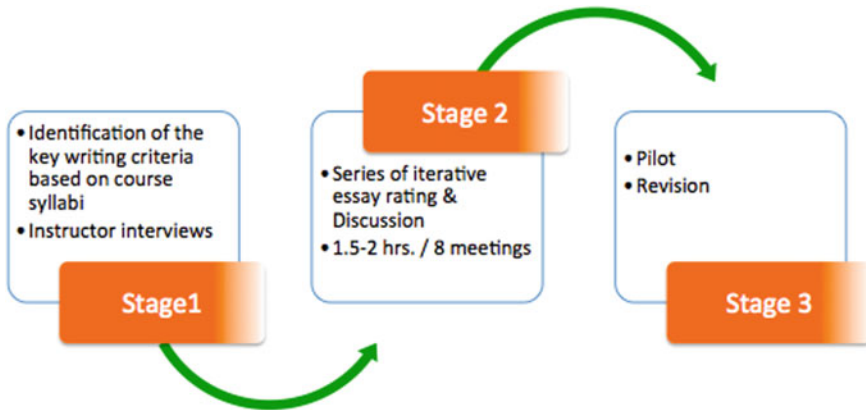 • Identification of the
key writing criteria
based on course
syllabi
• Instructor interviews
Stage1
Stage 2
• Series of iterative
essay rating &
Discussion
• 1.5-2 hrs. / 8 meetings
• Pilot
• Revision
Stage 3